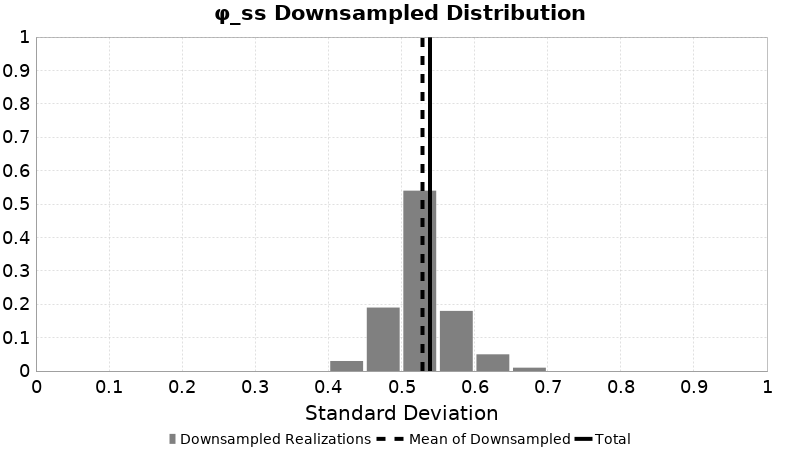 φ_ss Downsampled Distribution
1
0.9
0.8
0.7
0.6
0.5
0.4
0.3
0.2
0.1
0
0 0.1 0.2 0.3 0.4 0.5 0.6 0.7 0.8 0.9 1
Standard Deviation
Downsampled Realizations Mean of Downsampled Total